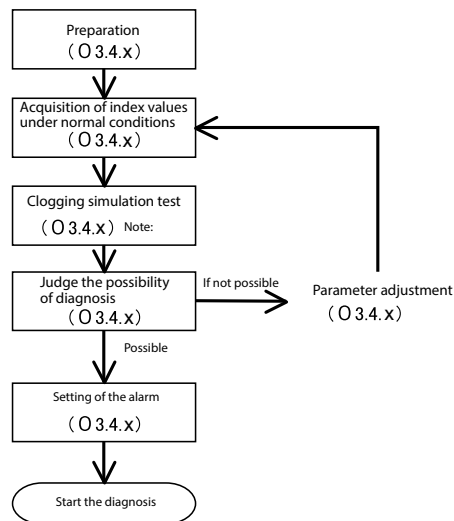 Preparation
( O 3.4.x )
Acquisition of index values
under normal conditions
( O 3.4.x )
Clogging simulation test
( O 3.4.x ) Note:
Judge the possibility
of diagnosis
( O 3.4.x )
If not possible
Parameter adjustment
( O 3.4.x )
Possible
Setting of the alarm
( O 3.4.x )
Start the diagnosis